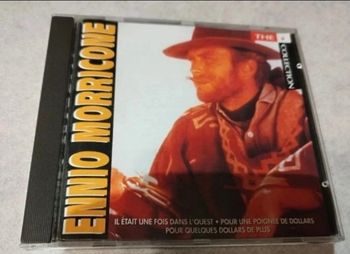 ENNIO MORRICONE
THE
COLLECTION
IL ÉTAIT UNE FOIS DANS L'OUEST • POUR UNE POIGNÉE DE DOLLARS
POUR QUELQUES DOLLARS DE PLUS